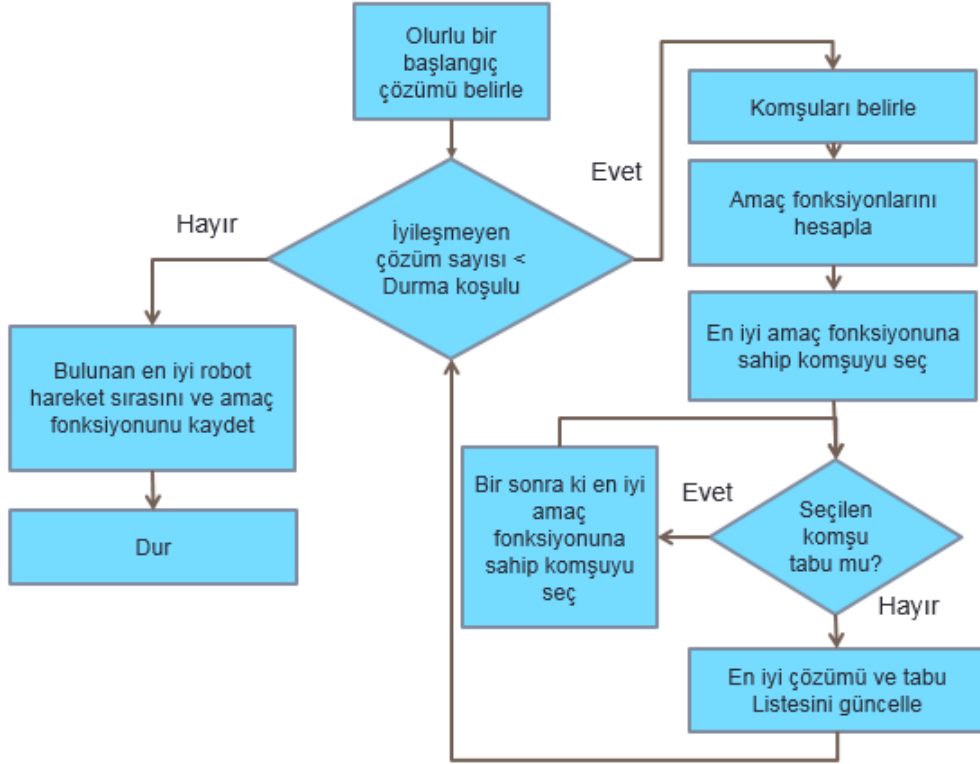 Olurlu bir
başlangıç
çözümü belirle
İyileşmeyen
çözüm sayısı <
Durma koşulu
Hayır
Bulunan en iyi robot
hareket sırasını ve amaç
fonksiyonunu kaydet
Dur
Evet
Komşuları belirle
Amaç fonksiyonlarını
hesapla
En iyi amaç fonksiyonuna
sahip komşuyu seç
Seçilen
komşu
tabu mu?
Evet
Bir sonra ki en iyi
amaç
fonksiyonuna
sahip komşuyu
seç
Hayır
En iyi çözümü ve tabu
Listesini güncelle